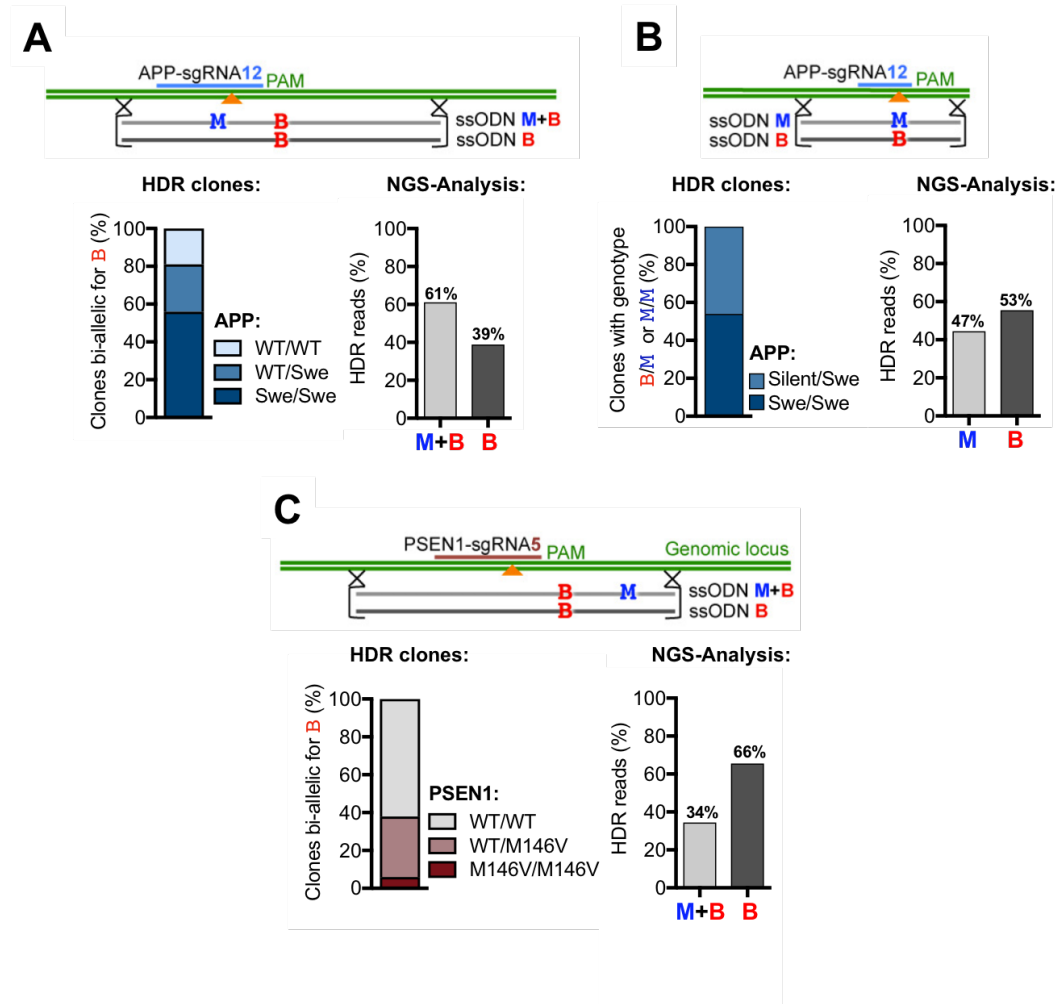 A
APP-sgRNA12
PAM
M
B
ssODN M+B
B
ssODN B
HDR clones:
Clones bi-allelic for B (%)
100
80
60
40
20
0
APP:
WT/WT
WT/Swe
Swe/Swe
NGS-Analysis:
HDR reads (%)
100
80
60
40
20
0
61%
39%
M+B
B
B
APP-sgRNA12
PAM
ssODN M
M
ssODN B
B
HDR clones:
Clones with genotype
B/M or M/M (%)
100
80
60
40
20
0
APP:
Silent/Swe
Swe/Swe
NGS-Analysis:
HDR reads (%)
100
80
60
40
20
0
47%
53%
M
B
C
PSEN1-sgRNA5
PAM
Genomic locus
B
M
ssODN M+B
B
ssODN B
HDR clones:
Clones bi-allelic for B (%)
100
80
60
40
20
0
PSEN1:
WT/WT
WT/M146V
M146V/M146V
NGS-Analysis:
HDR reads (%)
100
80
60
40
20
0
34%
66%
M+B
B